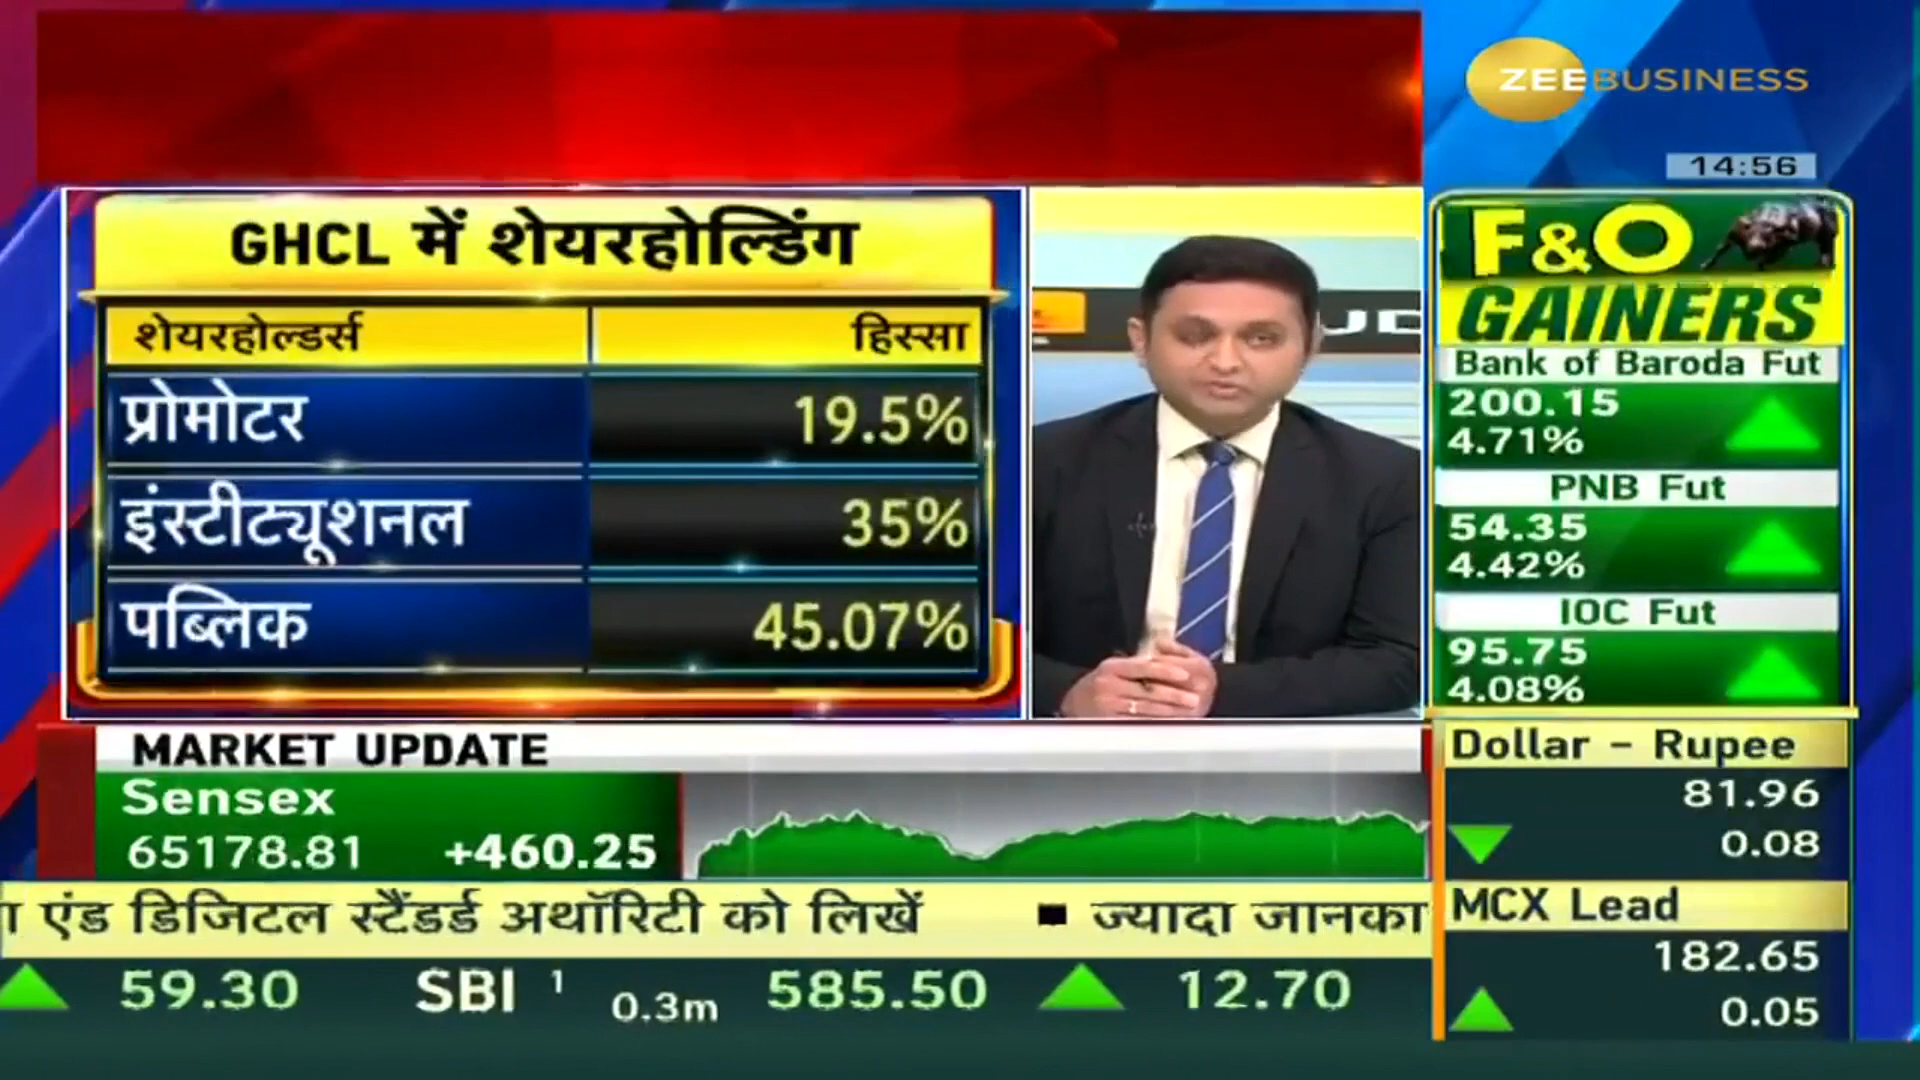 ZEEBUSINESS
14:56
GHCL में शेयरहोल्डिंग
शेयरहोल्डर्स हिस्सा
प्रोमोटर 19.5%
इंस्टीट्यूशनल 35%
पब्लिक 45.07%
F&O
GAINERS
Bank of Baroda Fut
200.15
4.71%
PNB Fut
54.35
4.42%
IOC Fut
95.75
4.08%
MARKET UPDATE
Sensex
65178.81 +460.25
Dollar – Rupee
81.96
0.08
MCX Lead
182.65
0.05
एंड डिजिटल स्टैंडर्ड अथॉरिटी को लिखें ■ ज्यादा जानका
59.30 SBI 1 0.3m 585.50 12.70